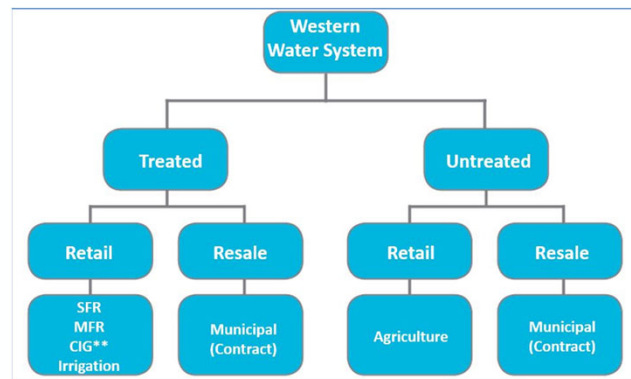 Western
Water System
Treated
Untreated
Retail
Resale
Retail
Resale
SFR
MFR
CIG**
Irrigation
Municipal
(Contract)
Agriculture
Municipal
(Contract)